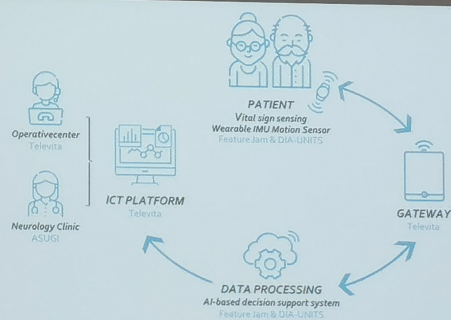 PATIENT
Vital sign sensing
Wearable IMU Motion Sensor
Feature Jam & DIA-UNITS
Operativecenter
Televita
ICT PLATFORM
Televita
Neurology Clinic
ASUGI
GATEWAY
Televita
DATA PROCESSING
AI-based decision support system
Feature Jam & DIA-UNITS